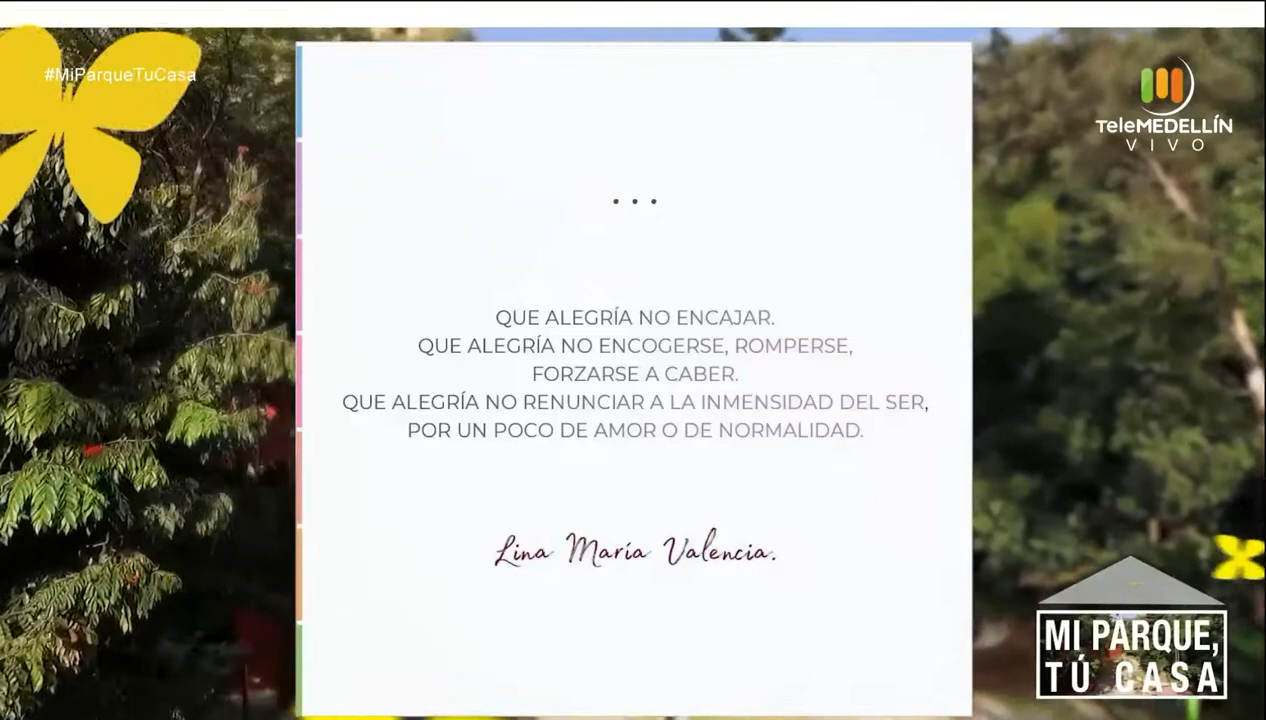 #MiParqueTuCasa
TeleMEDELLÍN
VIVO
...
QUE ALEGRÍA NO ENCAJAR.
QUE ALEGRÍA NO ENCOGERSE, ROMPERSE,
FORZARSE A CABER.
QUE ALEGRÍA NO RENUNCIAR A LA INMENSIDAD DEL SER,
POR UN POCO DE AMOR O DE NORMALIDAD.
Lina María Valencia.
MI PARQUE,
TÚ CASA